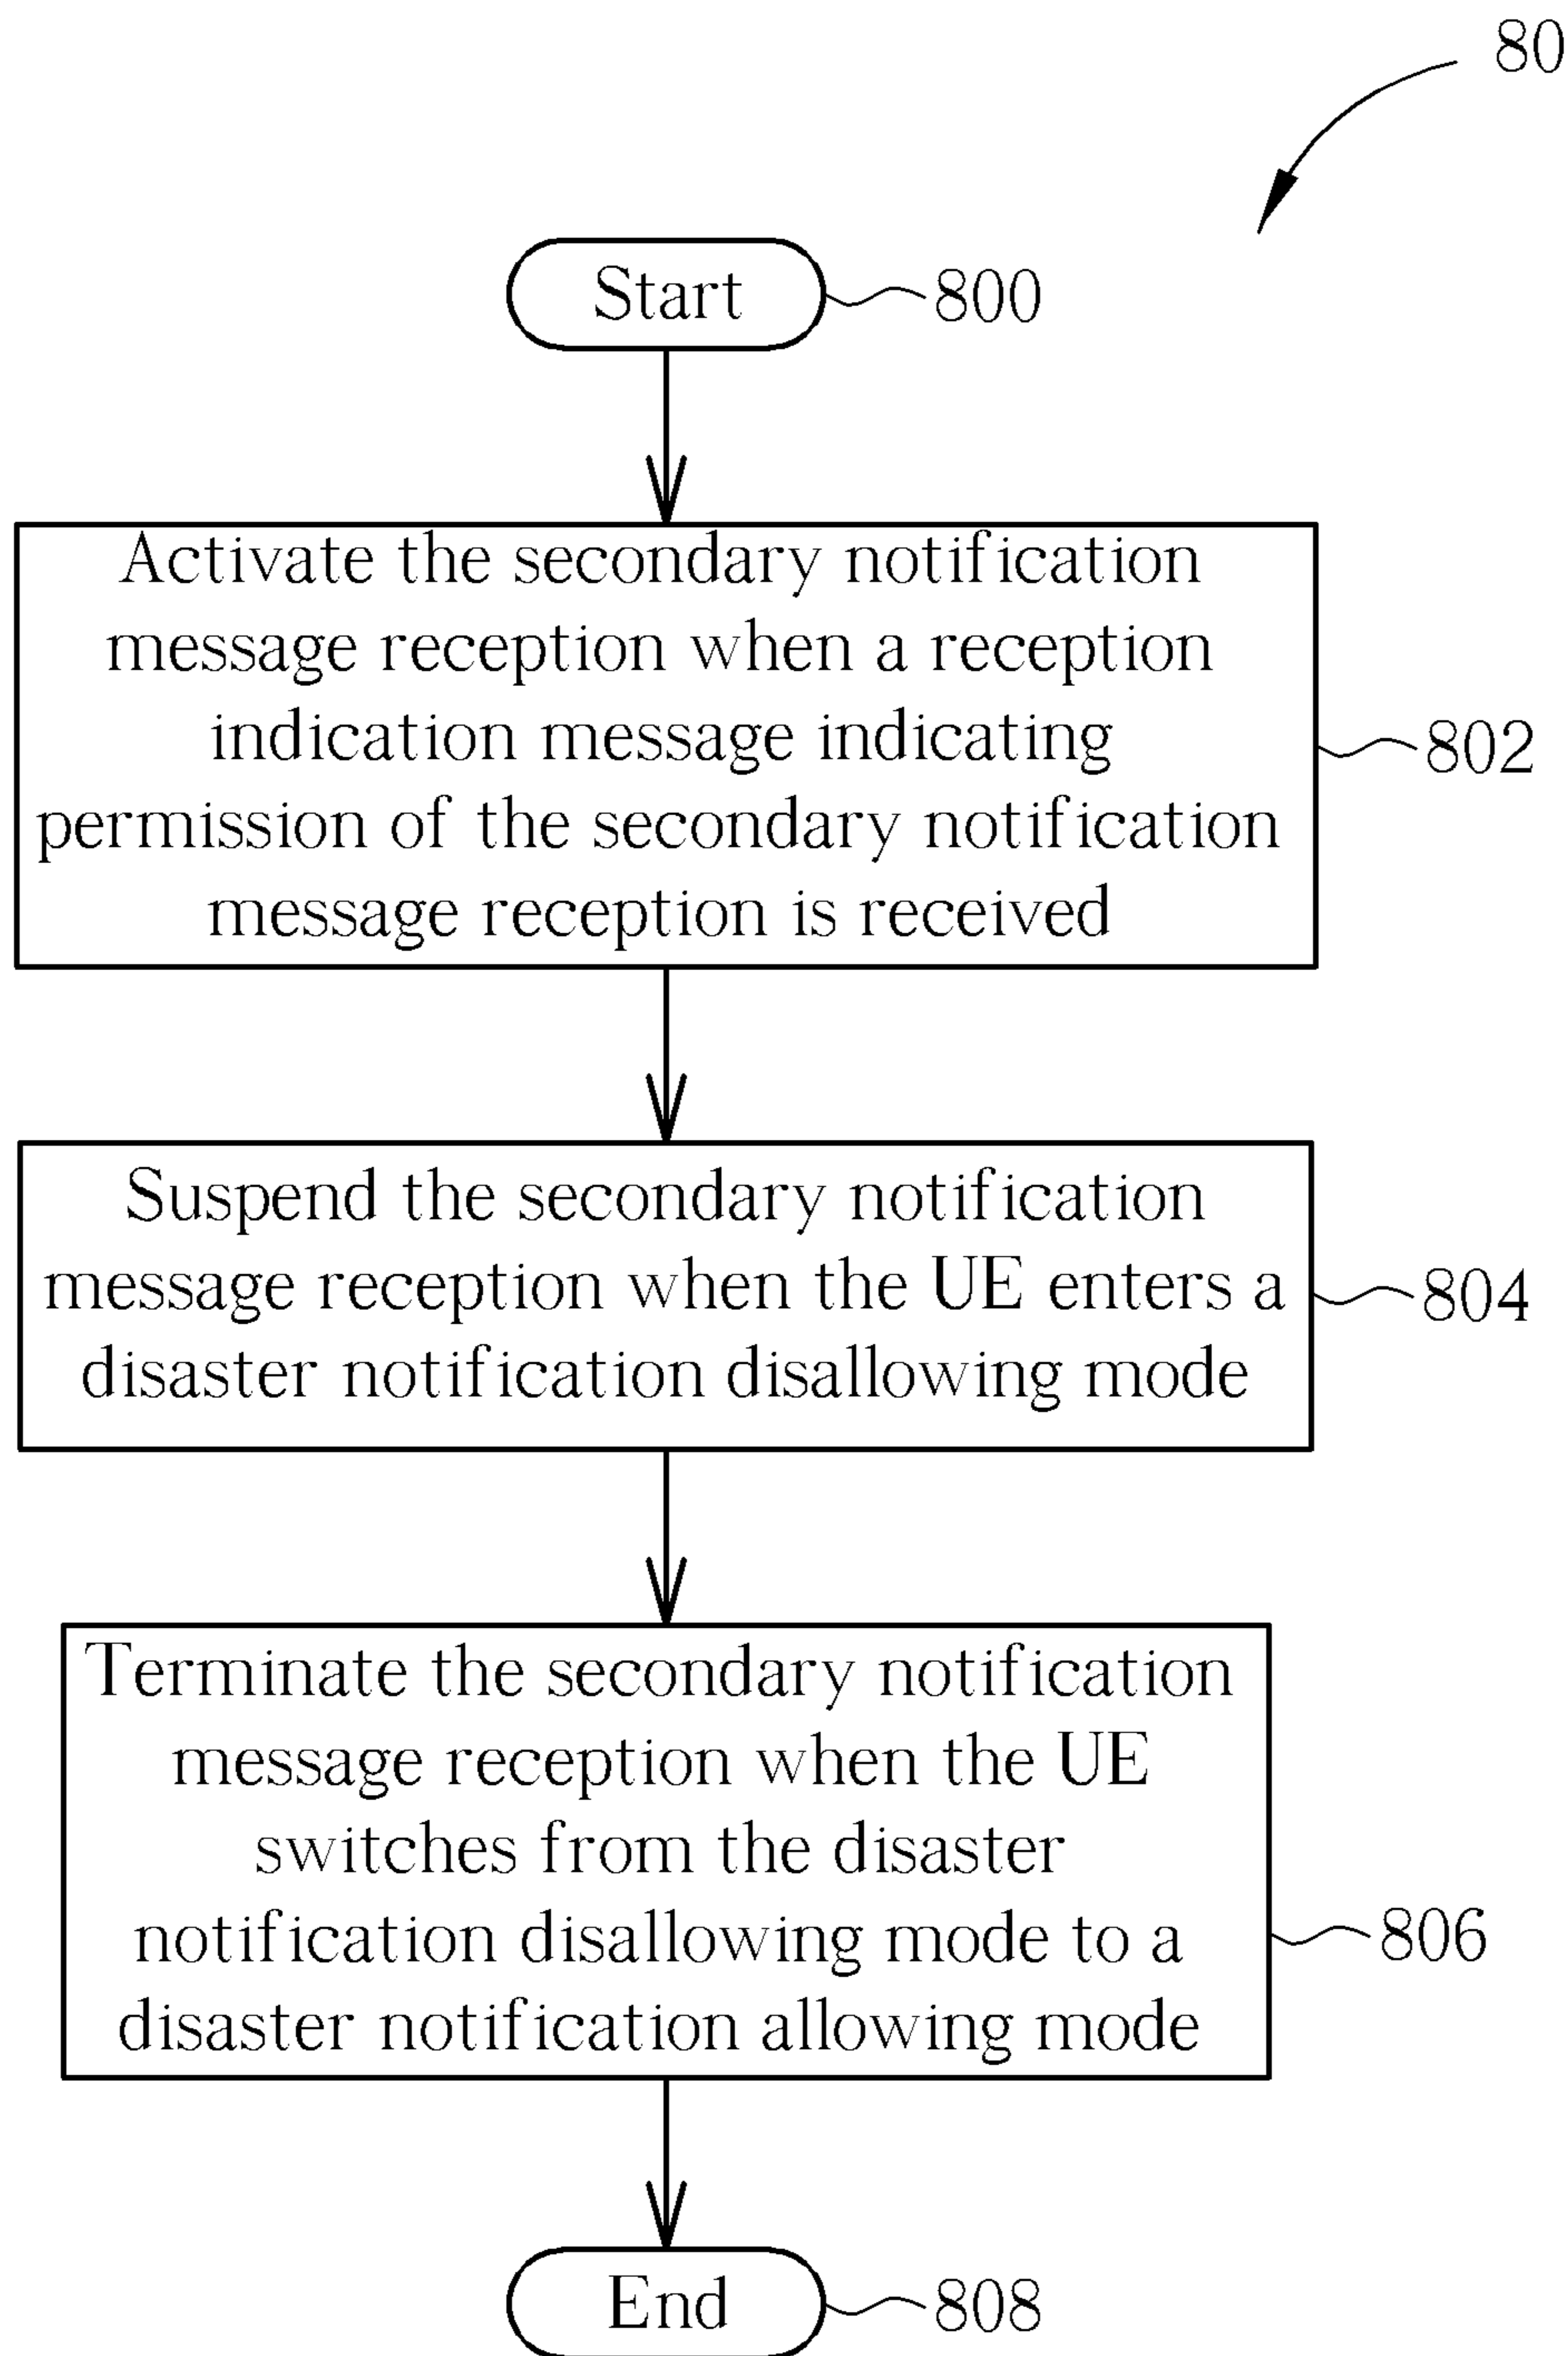 80
Start
800
Activate the secondary notification
message reception when a reception
indication message indicating
permission of the secondary notification
message reception is received
802
Suspend the secondary notification
message reception when the UE enters a
disaster notification disallowing mode
804
Terminate the secondary notification
message reception when the UE
switches from the disaster
notification disallowing mode to a
disaster notification allowing mode
806
End
808